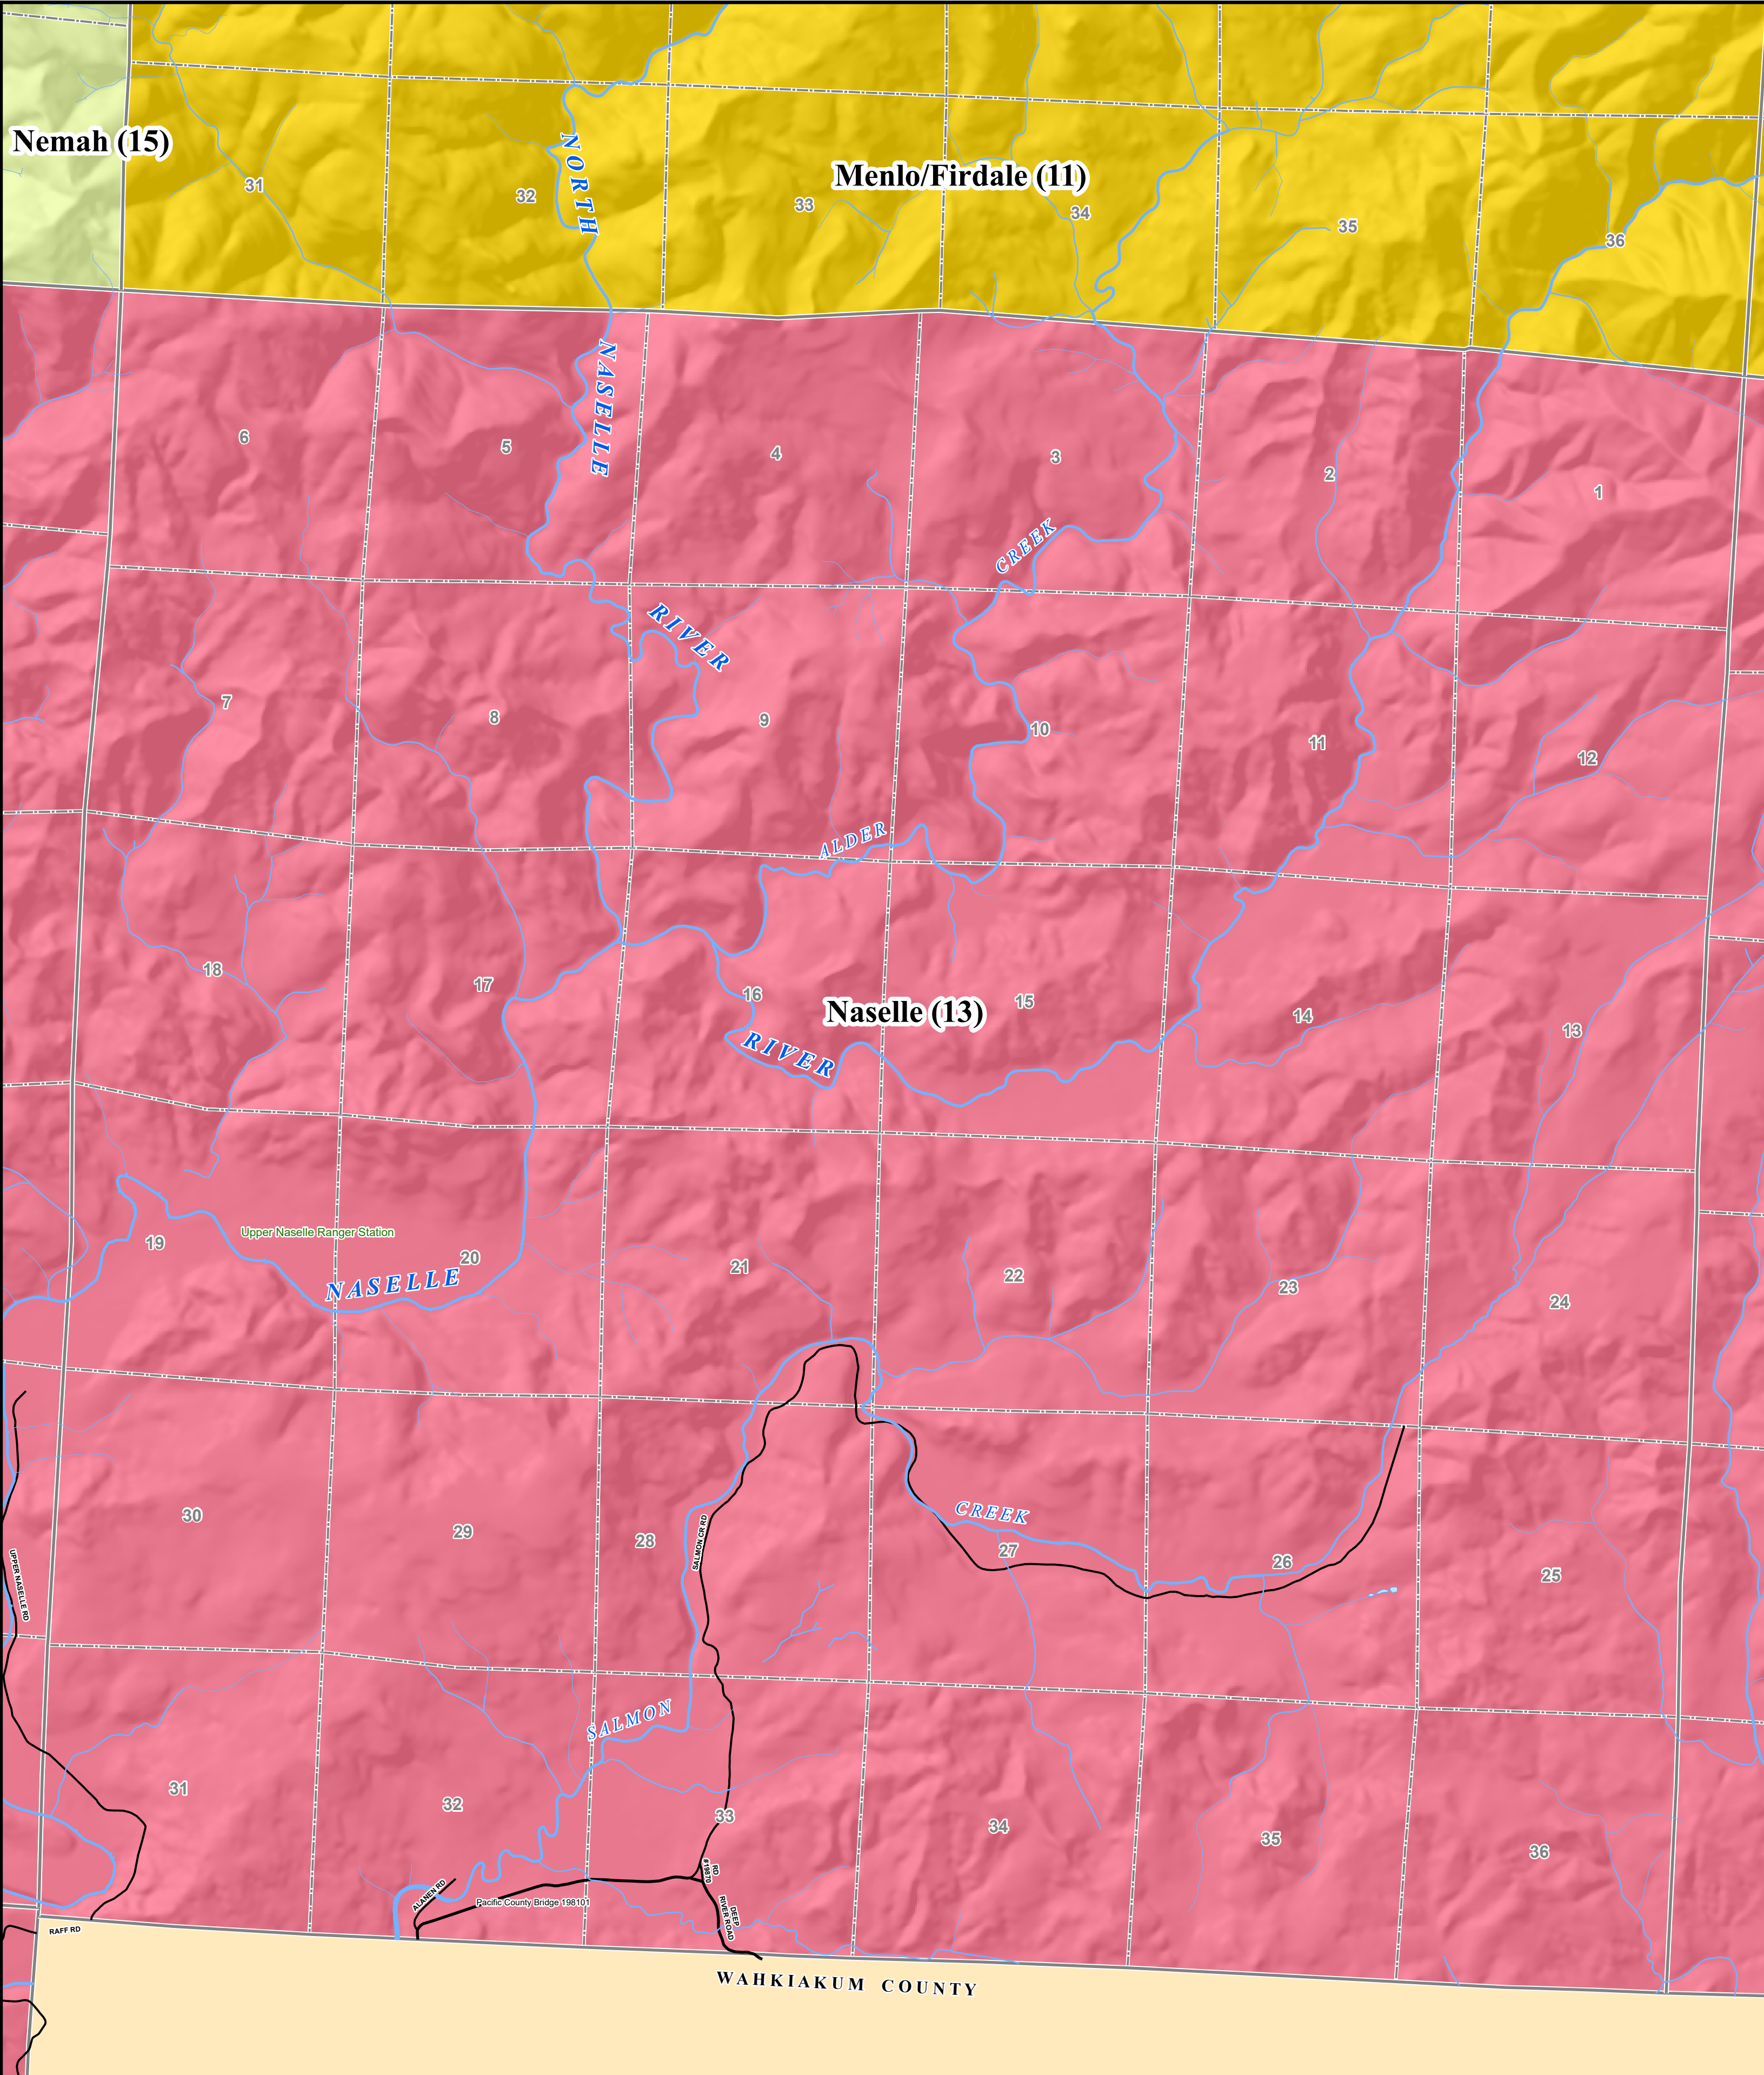 Nemah (15)
Menlo/Firdale (11)
31
32
33
34
35
36
NORTH
NASELLE
RIVER
6
5
4
3
2
1
CREEK
7
8
9
10
11
12
ALDER
18
17
16
15
14
13
Naselle (13)
RIVER
Upper Naselle Ranger Station
19
20
21
22
23
24
NASELLE
30
29
28
27
26
25
CREEK
SALMON CR RD
UPPER NASELLE RD
SALMON
31
32
33
34
35
36
RD
#19870
ALANEN RD
Pacific County Bridge 198101
DEEP
RIVER ROAD
RAFF RD
WAHKIAKUM COUNTY